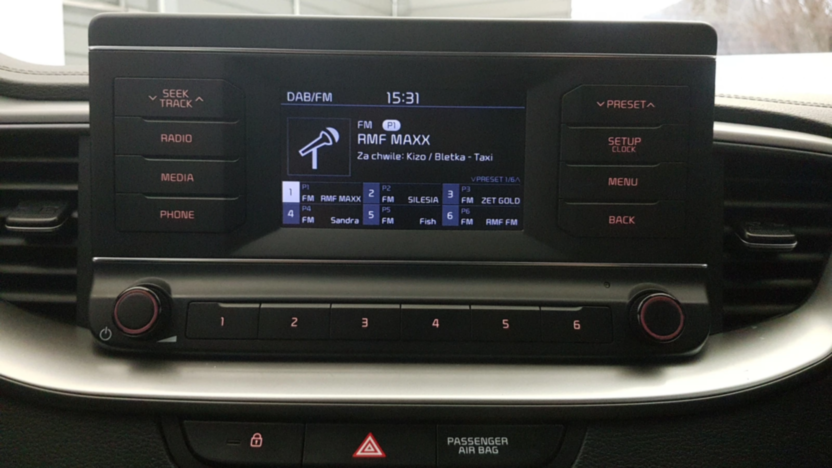 SEEK
TRACK
RADIO
MEDIA
PHONE
DAB/FM 15:31
FM P1
RMF MAXX
Za chwile: Kizo / Bletka - Taxi
PRESET 1/6
1 P1 FM RMF MAXX 2 P2 FM SILESIA 3 P3 FM ZET GOLD
4 P4 FM Sandra 5 P5 FM Fish 6 P6 FM RMF FM
PRESET
SETUP
CLOCK
MENU
BACK
1 2 3 4 5 6
PASSENGER
AIR BAG